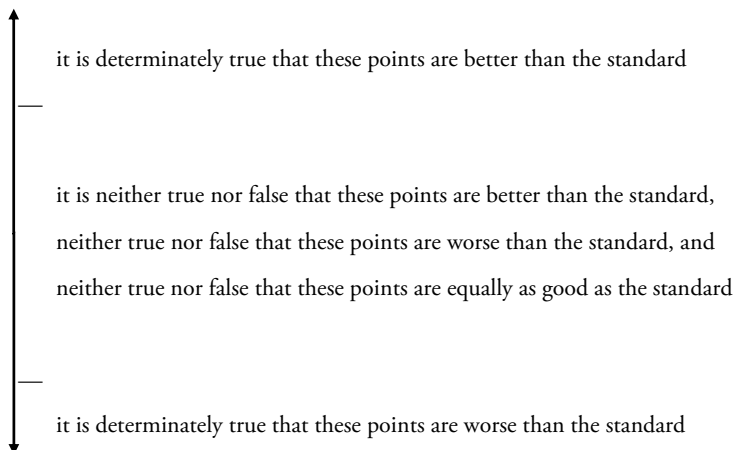 it is determinately true that these points are better than the standard
it is neither true nor false that these points are better than the standard,
neither true nor false that these points are worse than the standard, and
neither true nor false that these points are equally as good as the standard
it is determinately true that these points are worse than the standard